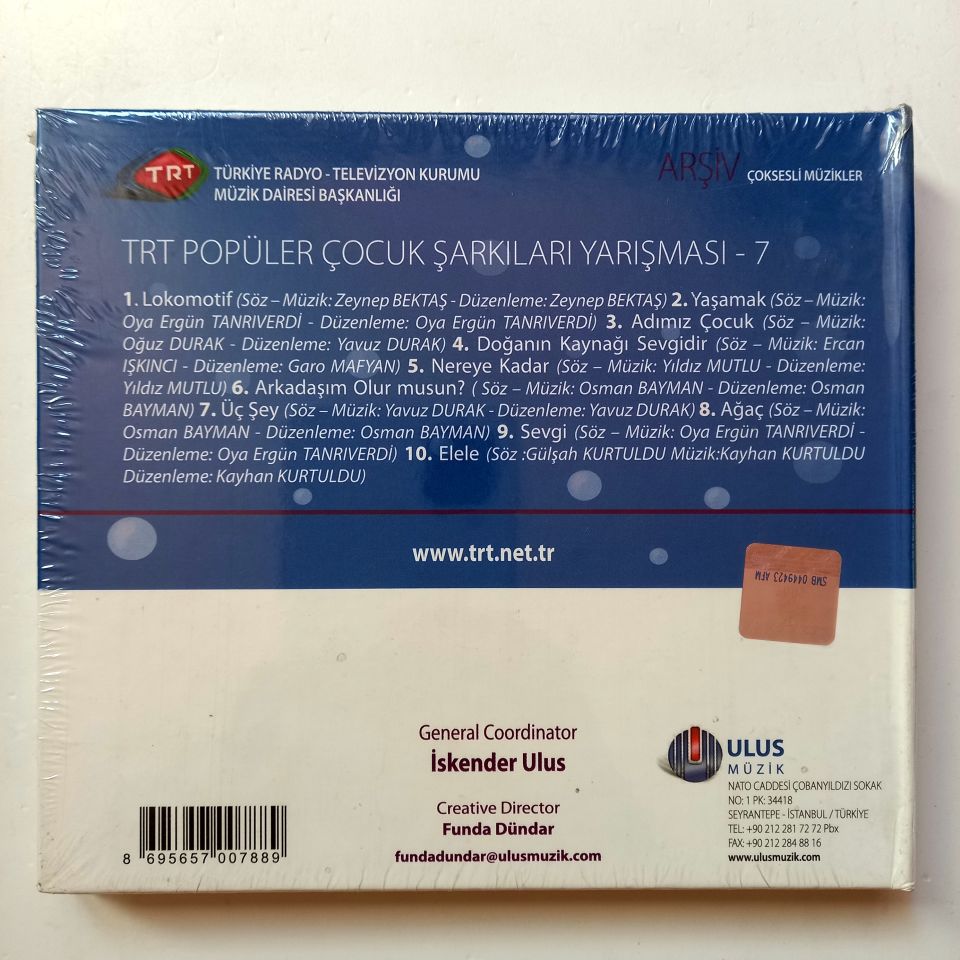 TRT
TÜRKİYE RADYO - TELEVİZYON KURUMU
MÜZİK DAİRESİ BAŞKANLIĞI
ARŞİV ÇOKSESLİ MÜZİKLER
TRT POPÜLER ÇOCUK ŞARKILARI YARIŞMASI - 7
1. Lokomotif (Söz – Müzik: Zeynep BEKTAŞ - Düzenleme: Zeynep BEKTAŞ) 2. Yaşamak (Söz – Müzik:
Oya Ergün TANRIVERDİ - Düzenleme: Oya Ergün TANRIVERDİ) 3. Adımız Çocuk (Söz – Müzik:
Oğuz DURAK - Düzenleme: Yavuz DURAK) 4. Doğanın Kaynağı Sevgidir (Söz – Müzik: Ercan
IŞKINCI - Düzenleme: Garo MAFYAN) 5. Nereye Kadar (Söz – Müzik: Yıldız MUTLU - Düzenleme:
Yıldız MUTLU) 6. Arkadaşım Olur musun? ( Söz – Müzik: Osman BAYMAN - Düzenleme: Osman
BAYMAN) 7. Üç Şey (Söz – Müzik: Yavuz DURAK - Düzenleme: Yavuz DURAK) 8. Ağaç (Söz – Müzik:
Osman BAYMAN - Düzenleme: Osman BAYMAN) 9. Sevgi (Söz – Müzik: Oya Ergün TANRIVERDİ -
Düzenleme: Oya Ergün TANRIVERDİ) 10. Elele (Söz :Gülşah KURTULDU Müzik:Kayhan KURTULDU
Düzenleme: Kayhan KURTULDU)
www.trt.net.tr
SMB 0449423 AFM
General Coordinator
İskender Ulus
Creative Director
Funda Dündar
fundadundar@ulusmuzik.com
ULUS
MÜZİK
NATO CADDESİ ÇOBANYILDIZI SOKAK
NO: 1 PK: 34418
SEYRANTEPE - İSTANBUL / TÜRKİYE
TEL: +90 212 281 72 72 Pbx
FAX: +90 212 284 88 16
www.ulusmuzik.com
8 695657 007889